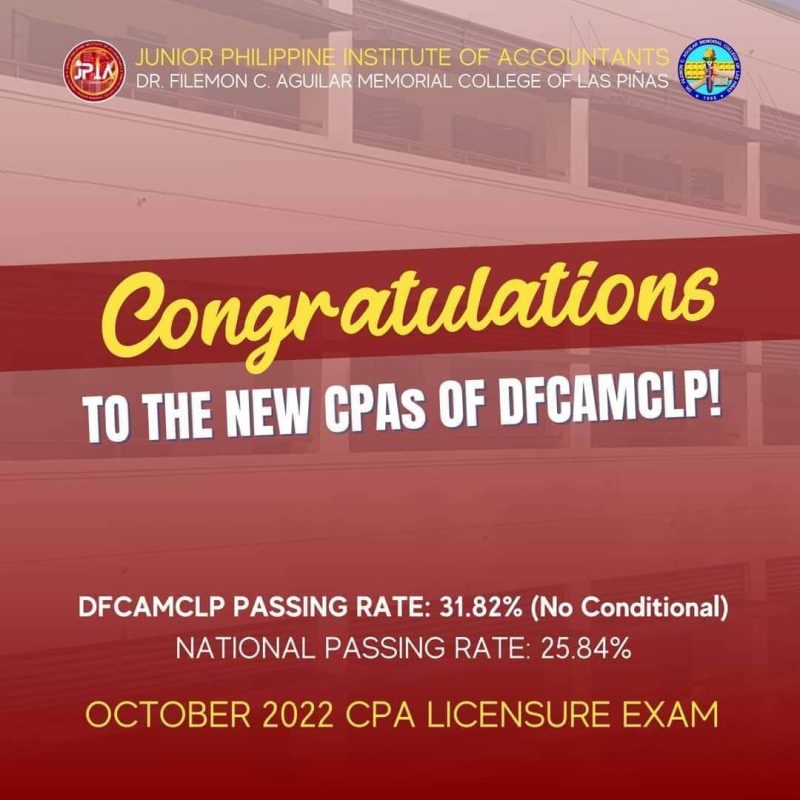 JPIA
JUNIOR PHILIPPINE INSTITUTE OF ACCOUNTANTS
DR. FILEMON C. AGUILAR MEMORIAL COLLEGE OF LAS PIÑAS
Congratulations
TO THE NEW CPAs OF DFCAMCLP!
DFCAMCLP PASSING RATE: 31.82% (No Conditional)
NATIONAL PASSING RATE: 25.84%
OCTOBER 2022 CPA LICENSURE EXAM